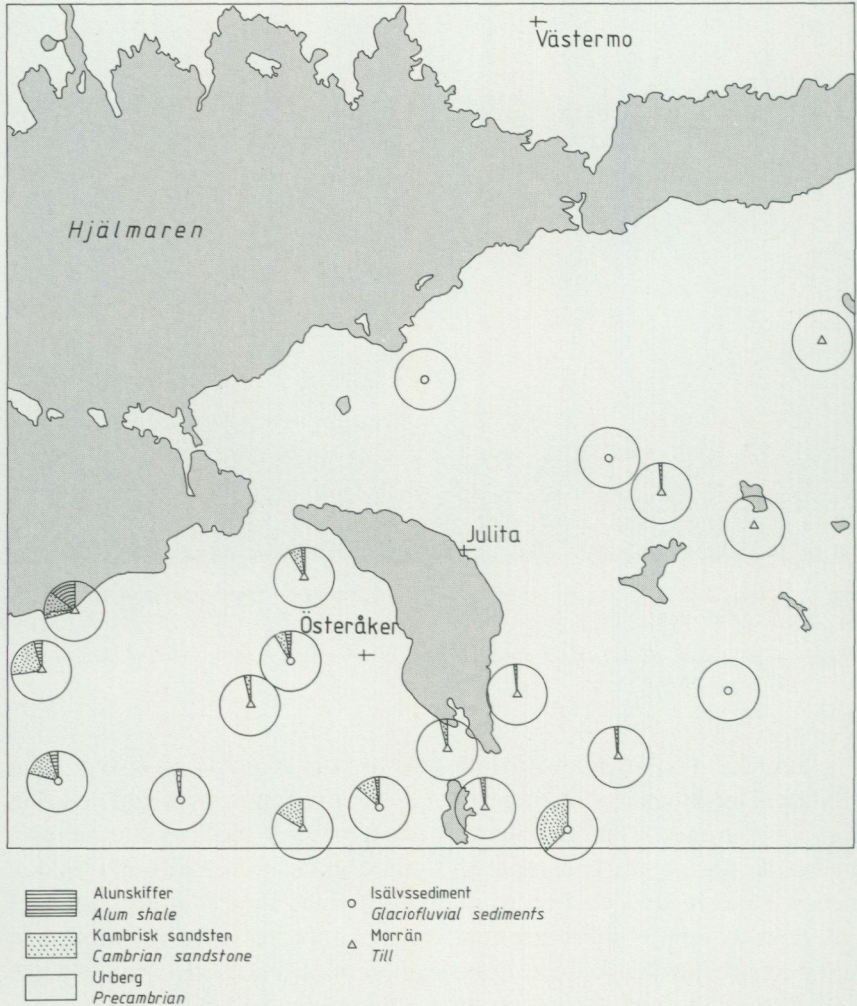 Västermo
Hjälmaren
Julita
Österåker
Alunskiffer
Alum shale
Kambrisk sandsten
Cambrian sandstone
Urberg
Precambrian
Isälvssediment
Glaciofluvial sediments
Morrän
Till